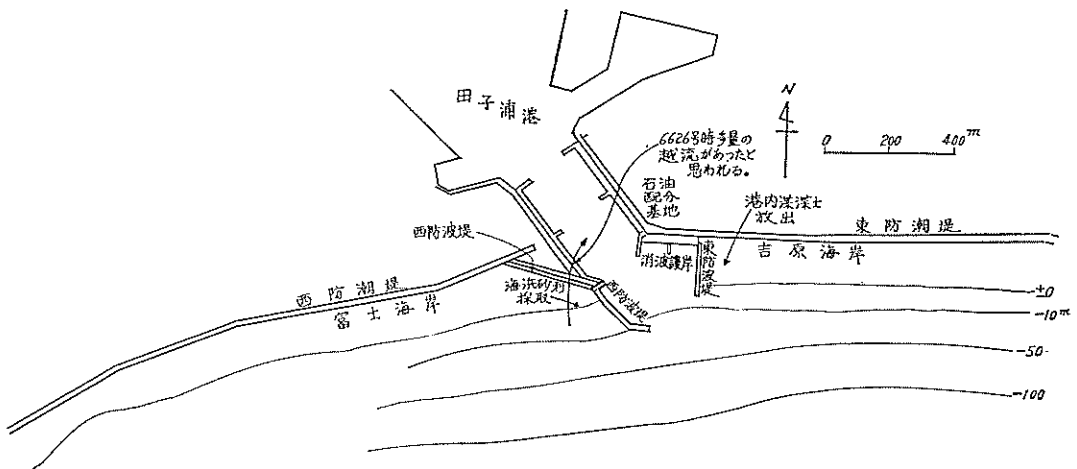 田子浦港
N
0 200 400m
6626号時多量の
越流があったと
思われる。
石油
配分
基地
港内浚渫土
放出
東防潮堤
吉原海岸
西防波堤
消波護岸
東防波堤
海浜砂利
採取
西防波堤
西防潮堤
富士海岸
±0
-10m
-50
-100